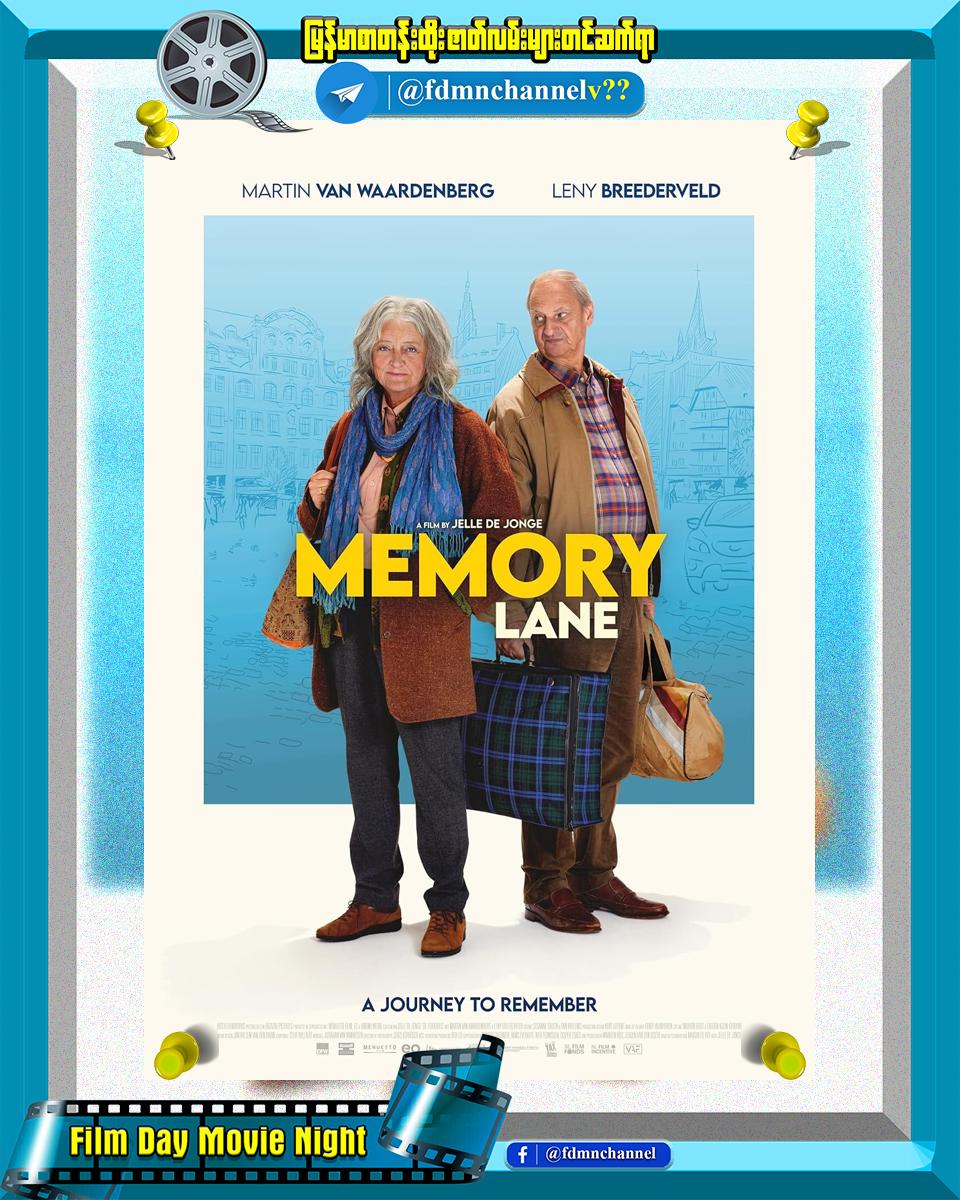 မြန်မာစာတန်းထိုးဇာတ်လမ်းများတင်ဆက်ရာ
@fdmnchannelv??
MARTIN VAN WAARDENBERG
LENY BREEDERVELD
A FILM BY JELLE DE JONGE
MEMORY
LANE
A JOURNEY TO REMEMBER
Film Day Movie Night
@fdmnchannel